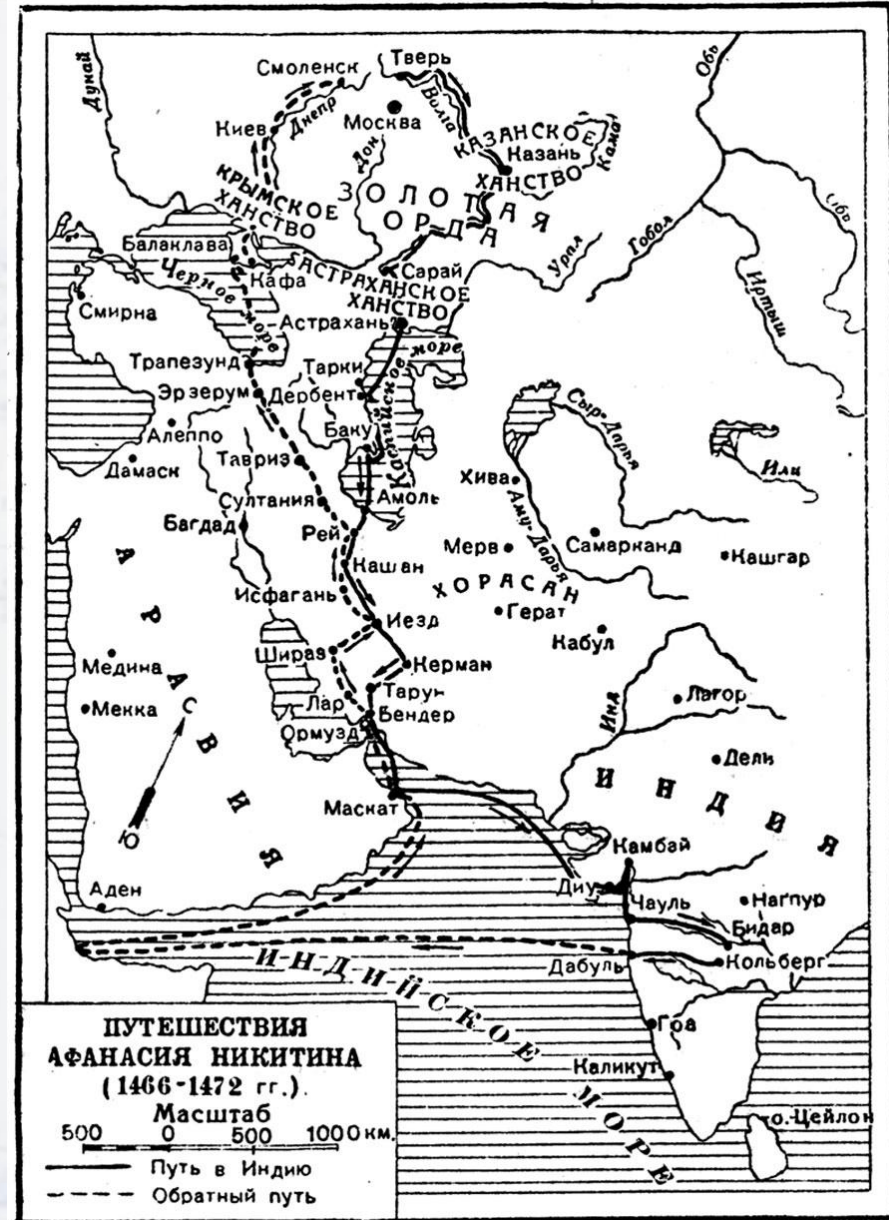 Обь
Дунай
Тверь
Смоленск
Волга
Днепр
Москва
Киев
КАЗАНСКОЕ
Казань
ХАНСТВО
Кама
Дон
КРЫМСКОЕ
ХАНСТВО
ЗОЛОТАЯ
ОРДА
Обь
Балаклава
Кафа
Черное море
Сарай
АСТРАХАНСКОЕ
ХАНСТВО
Урал
Тобол
Иртыш
Смирна
Астрахань
Трапезунд
Тарки
Каспийское море
Эрзерум
Дербент
Алеппо
Баку
Сыр-Дарья
Дамаск
Тавриз
Или
Хива
Султания
Амоль
Аму-Дарья
Багдад
Рей
Мерв
Самарканд
Кашгар
Кашан
ХОРАСАН
Исфагань
Герат
Иезд
Кабул
АРАВИЯ
Шираз
Медина
Керман
Тарун
Лар
Мекка
Бендер
Инд
Лагор
Ормузд
С
Дели
ИНДИЯ
Маскат
Ю
Камбай
Диу
Аден
Чауль
Нагпур
Бидар
Дабуль
Кольберг
ИНДИЙСКОЕ МОРЕ
Гоа
Каликут
о. Цейлон
ПУТЕШЕСТВИЯ
АФАНАСИЯ НИКИТИНА
(1466-1472 гг.)
Масштаб
500 0 500 1000 км.
Путь в Индию
Обратный путь